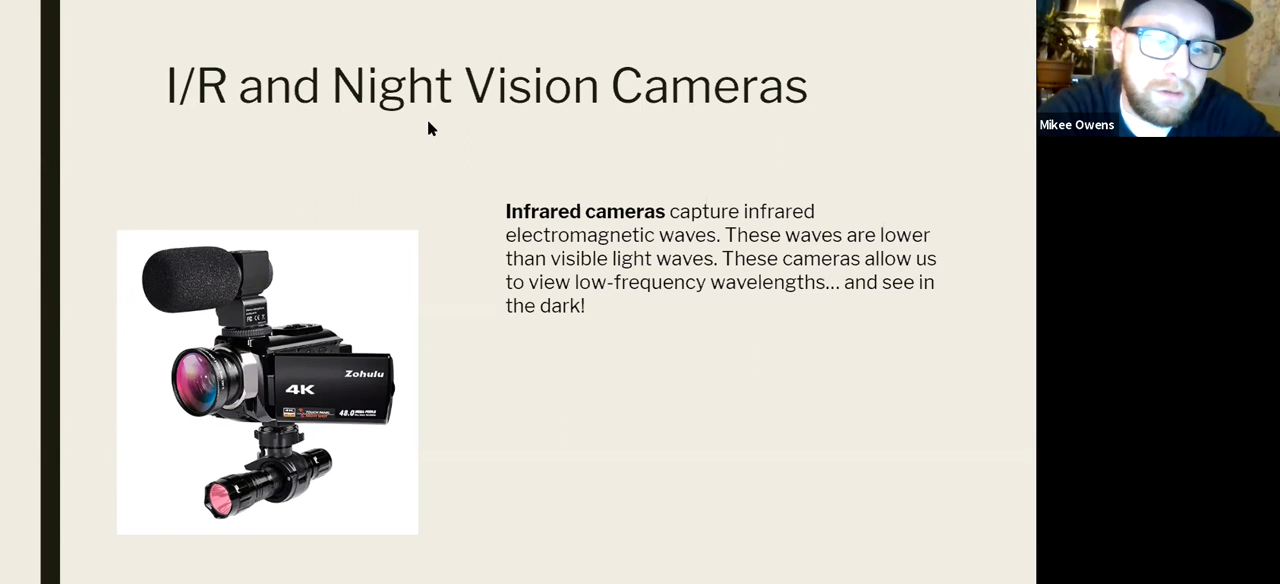 I/R and Night Vision Cameras
Mikee Owens
Infrared cameras capture infrared
electromagnetic waves. These waves are lower
than visible light waves. These cameras allow us
to view low-frequency wavelengths... and see in
the dark!
Zohulu
4K
48.0